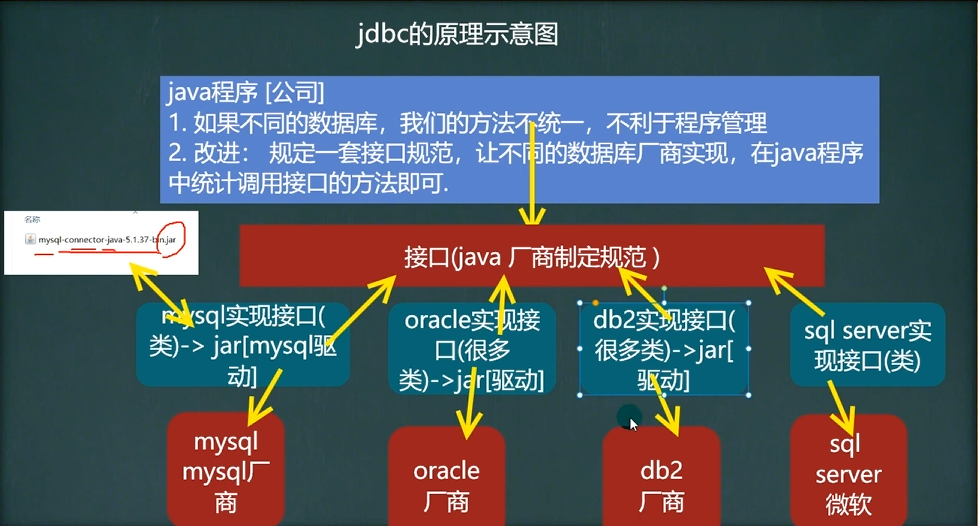 jdbc的原理示意图
java程序 [公司]
1. 如果不同的数据库，我们的方法不统一，不利于程序管理
2. 改进： 规定一套接口规范，让不同的数据库厂商实现，在java程序
中统计调用接口的方法即可.
名称
mysql-connector-java-5.1.37-bin.jar
接口(java 厂商制定规范 )
mysql实现接口(
类)-> jar[mysql驱
动]
oracle实现接
口(很多
类)->jar[驱动]
db2实现接口(
很多类)->jar[
驱动]
sql server实
现接口(类)
mysql
mysql厂
商
oracle
厂商
db2
厂商
sql
server
微软